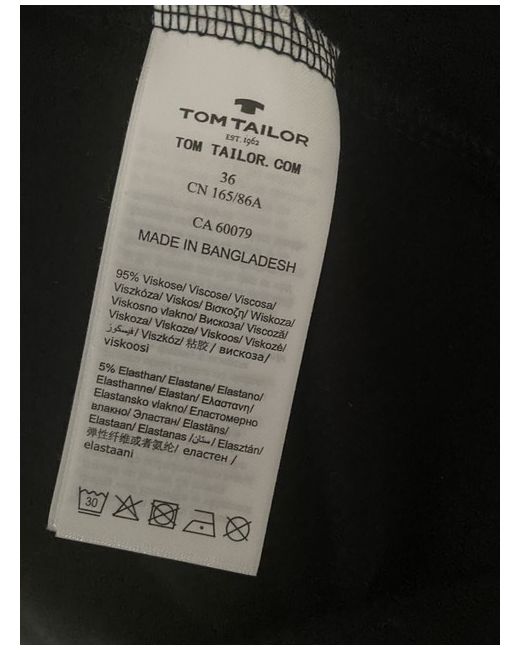 TOM TAILOR
EST. 1962
TOM TAILOR.COM
36
CN 165/86A
CA 60079
MADE IN BANGLADESH
95% Viskose/ Viscose/ Viscosa/
Viszkóza/ Viskos/ Βισκοζη/ Wiskoza/
Viskosno vlakno/ Вискоза/ Viscoză/
Viskoza/ Viskoze/ Viskoos/ Viskozė/
فيسكوز/ Viszkóz/ 粘胶/ вискоза/
viskoosi
5% Elasthan/ Elastane/ Elastano/
Elasthanne/ Elastan/ Ελαστανη/
Elastansko vlakno/ Еластомерно
влакно/ Эластан/ Elastāns/
Elastaan/ Elastanas /ستان/ Elasztán/
弹性纤维或者氨纶/ еластен /
elastaani
30